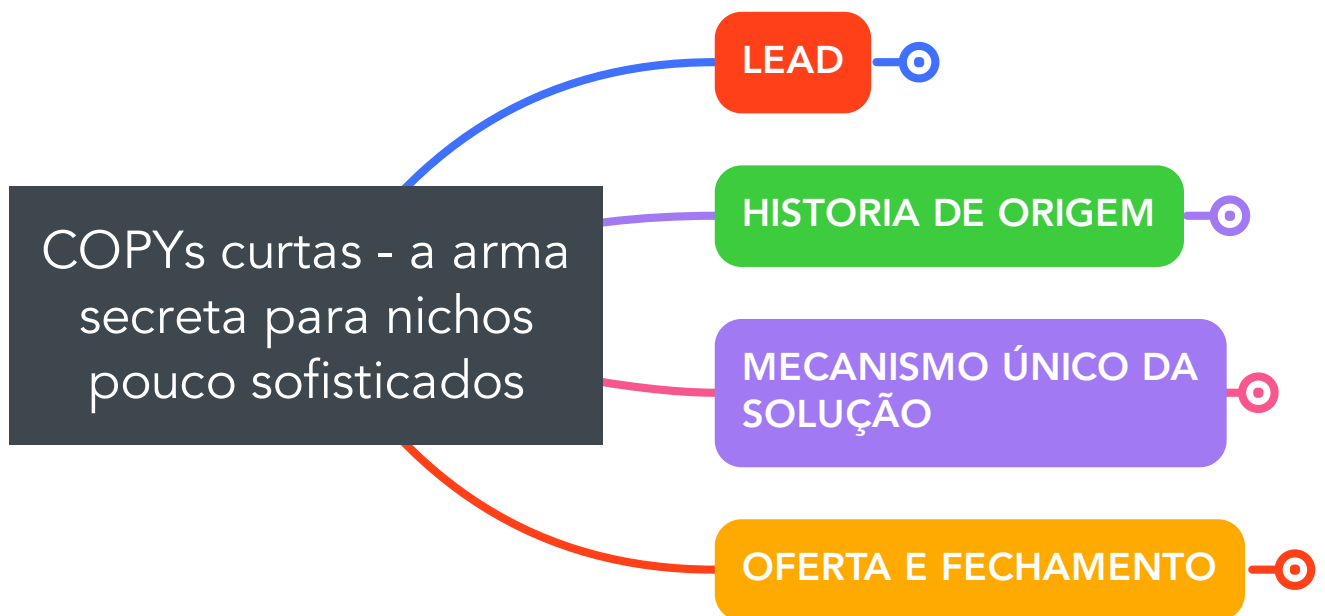 COPYs curtas - a arma
secreta para nichos
pouco sofisticados
LEAD
HISTORIA DE ORIGEM
MECANISMO ÚNICO DA
SOLUÇÃO
OFERTA E FECHAMENTO